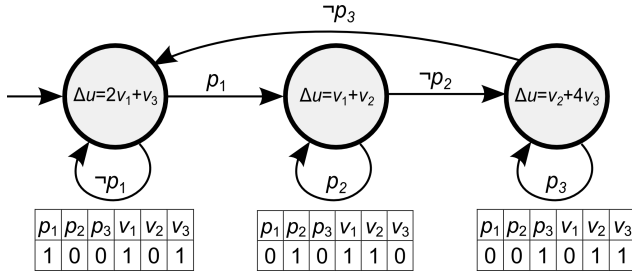 ¬p₃
p₁
¬p₂
Δu=2v₁+v₃
Δu=v₁+v₂
Δu=v₂+4v₃
¬p₁
p₂
p₃
p₁ p₂ p₃ v₁ v₂ v₃
1 0 0 1 0 1
p₁ p₂ p₃ v₁ v₂ v₃
0 1 0 1 1 0
p₁ p₂ p₃ v₁ v₂ v₃
0 0 1 0 1 1